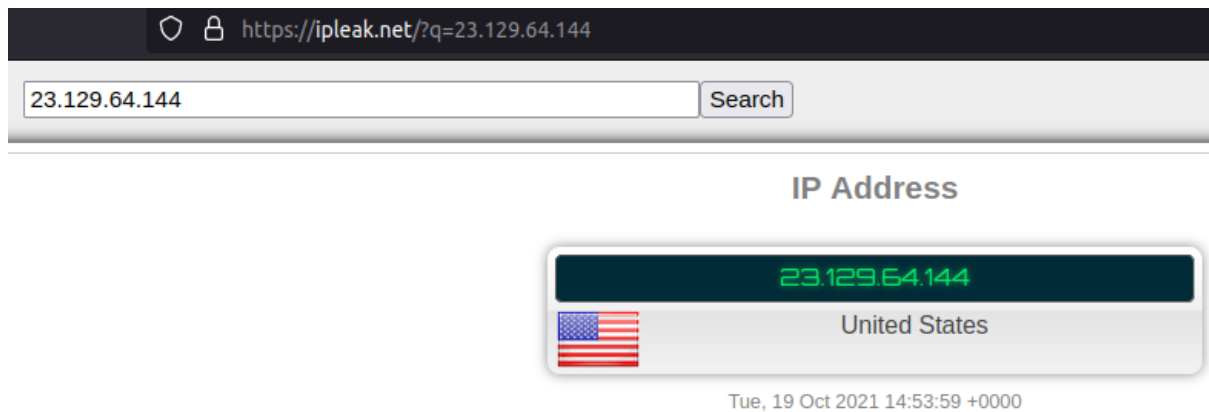 https://ipleak.net/?q=23.129.64.144
23.129.64.144 Search
IP Address
23.129.64.144
United States
Tue, 19 Oct 2021 14:53:59 +0000